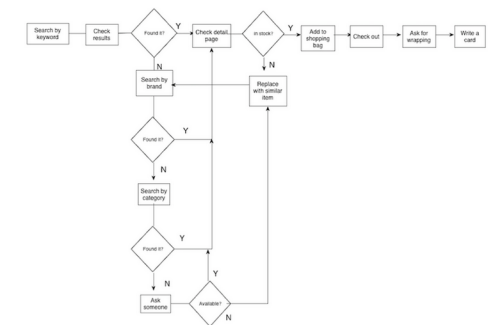 Search by
keyword
Check
results
Found it?
Y
Check detail
page
In stock?
Y
Add to
shopping
bag
Check out
Ask for
wrapping
Write a
card
N
N
Search by
brand
Replace
with similar
item
Found it?
Y
N
Search by
category
Found it?
Y
N
Y
Ask
someone
Available?
N